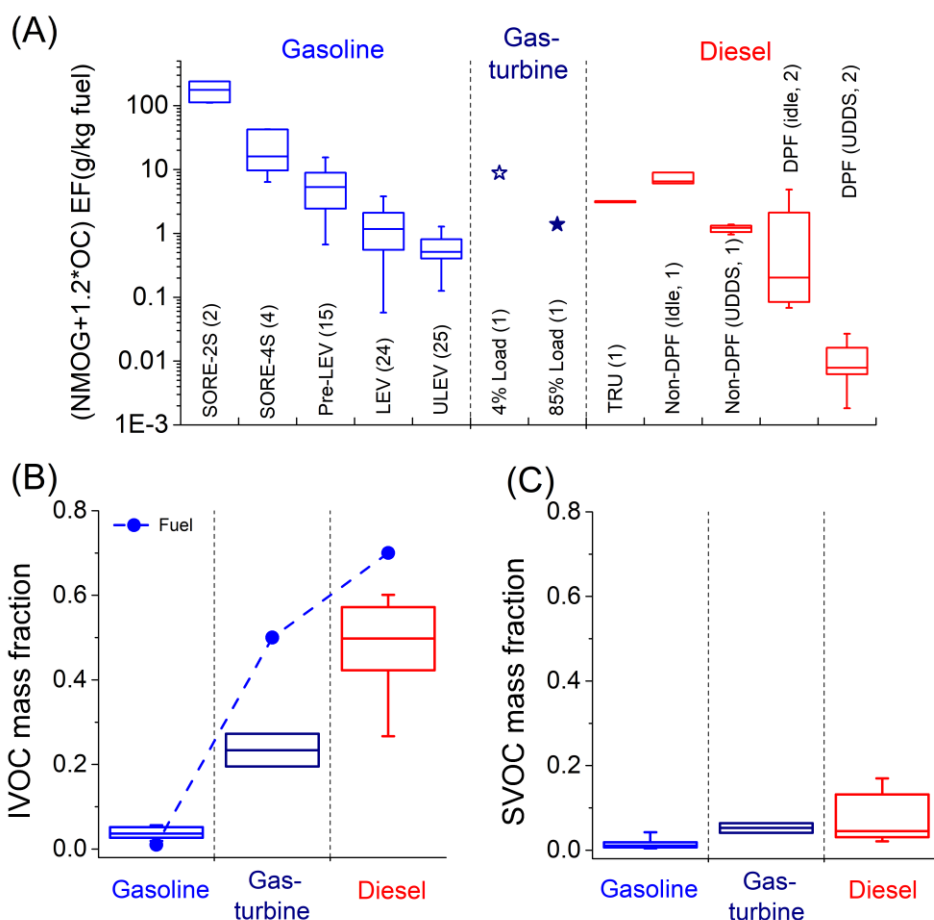 (A)
Gasoline
Gas-
turbine
Diesel
(NMOG+1.2*OC) EF(g/kg fuel)
100
10
1
0.1
0.01
1E-3
SORE-2S (2)
SORE-4S (4)
Pre-LEV (15)
LEV (24)
ULEV (25)
4% Load (1)
85% Load (1)
TRU (1)
Non-DPF (Idle, 1)
Non-DPF (UDDS, 1)
DPF (idle, 2)
DPF (UDDS, 2)
(B)
IVOC mass fraction
0.8
0.6
0.4
0.2
0.0
Fuel
Gasoline
Gas-
turbine
Diesel
(C)
SVOC mass fraction
0.8
0.6
0.4
0.2
0.0
Gasoline
Gas-
turbine
Diesel